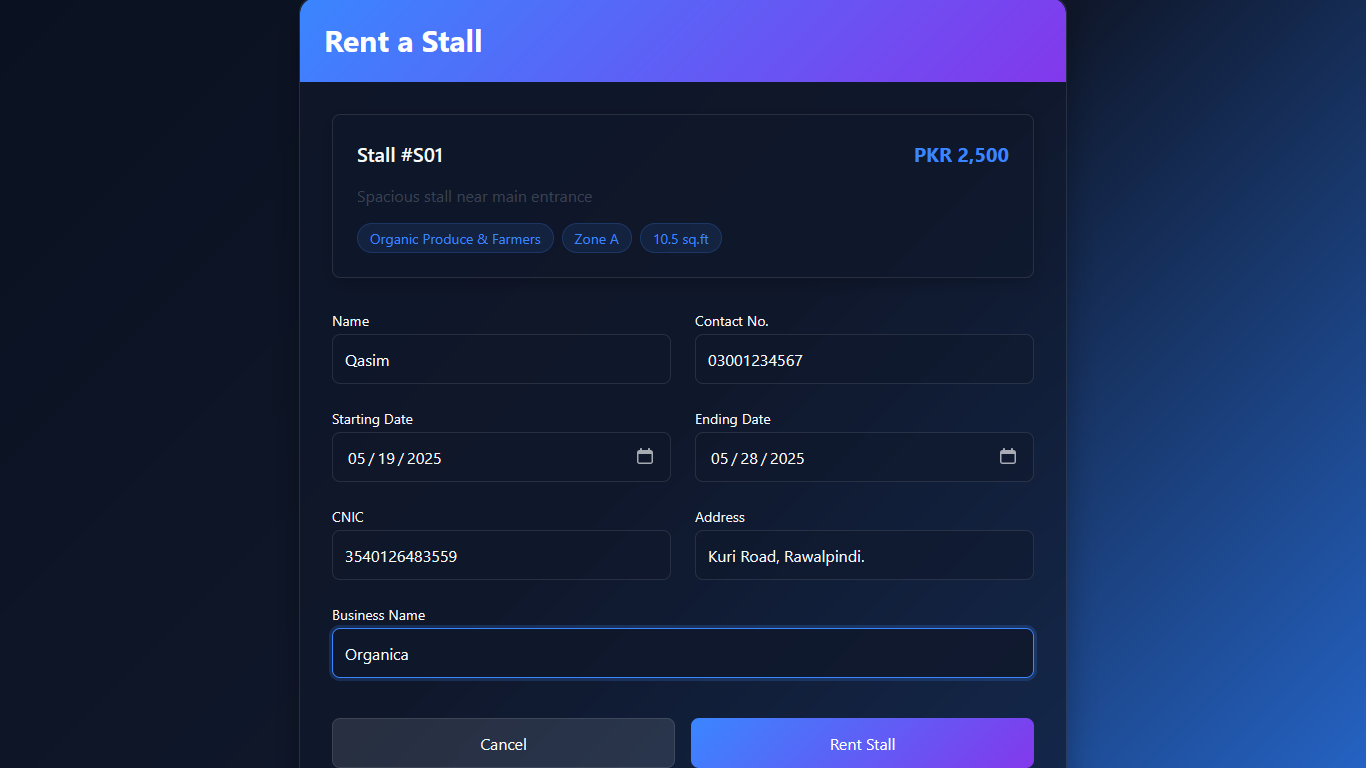 Rent a Stall
Stall #S01 PKR 2,500
Spacious stall near main entrance
Organic Produce & Farmers Zone A 10.5 sq.ft
Name Contact No.
Qasim 03001234567
Starting Date Ending Date
05/19/2025 05/28/2025
CNIC Address
3540126483559 Kuri Road, Rawalpindi.
Business Name
Organica
Cancel Rent Stall